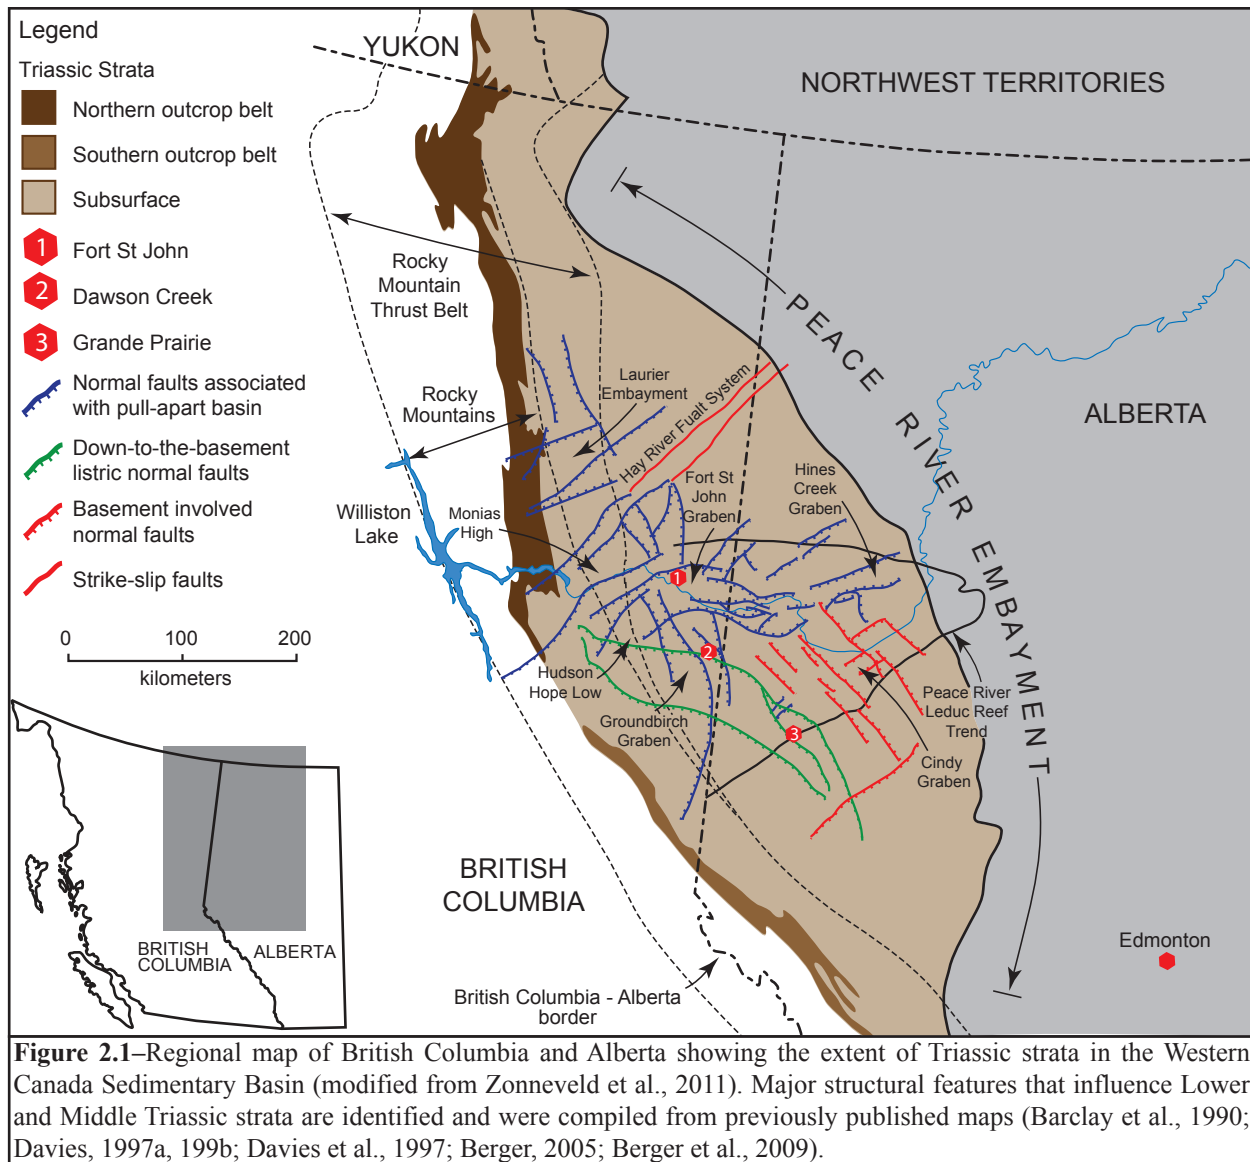 Legend
Triassic Strata
Northern outcrop belt
Southern outcrop belt
Subsurface
1
Fort St John
2
Dawson Creek
3
Grande Prairie
Normal faults associated
with pull-apart basin
Down-to-the-basement
listric normal faults
Basement involved
normal faults
Strike-slip faults
0 100 200
kilometers
BRITISH
COLUMBIA
ALBERTA
YUKON
NORTHWEST TERRITORIES
Rocky
Mountain
Thrust Belt
PEACE RIVER EMBAYMENT
ALBERTA
Laurier
Embayment
Rocky
Mountains
Hay River Fualt System
Fort St
John
Graben
Hines
Creek
Graben
Williston
Lake
Monias
High
1
2
3
Hudson
Hope Low
Groundbirch
Graben
Peace River
Leduc Reef
Trend
Cindy
Graben
BRITISH
COLUMBIA
Edmonton
British Columbia - Alberta
border
Figure 2.1–Regional map of British Columbia and Alberta showing the extent of Triassic strata in the Western
Canada Sedimentary Basin (modified from Zonneveld et al., 2011). Major structural features that influence Lower
and Middle Triassic strata are identified and were compiled from previously published maps (Barclay et al., 1990;
Davies, 1997a, 199b; Davies et al., 1997; Berger, 2005; Berger et al., 2009).